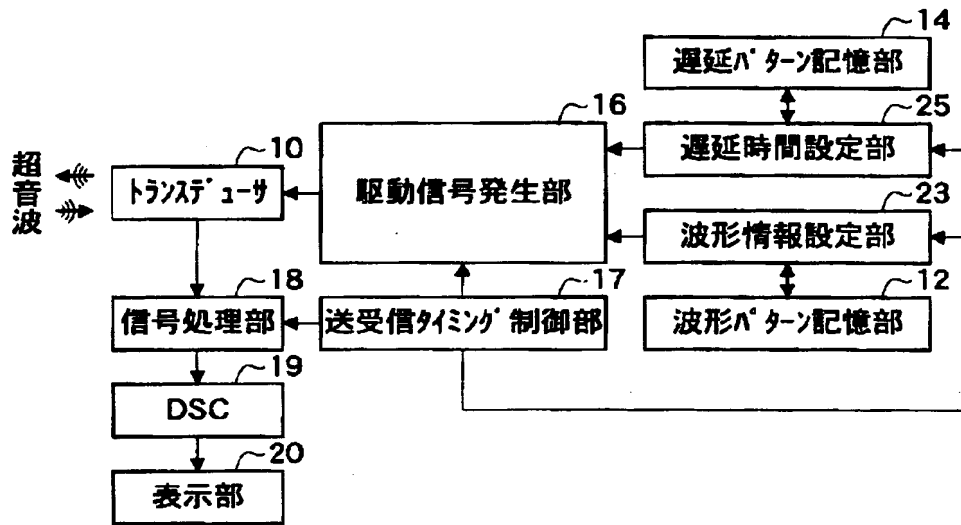 14
遅延パターン記憶部
16
25
遅延時間設定部
超音波
10
トランスデューサ
駆動信号発生部
23
波形情報設定部
18
17
12
信号処理部
送受信タイミング制御部
波形パターン記憶部
19
DSC
20
表示部